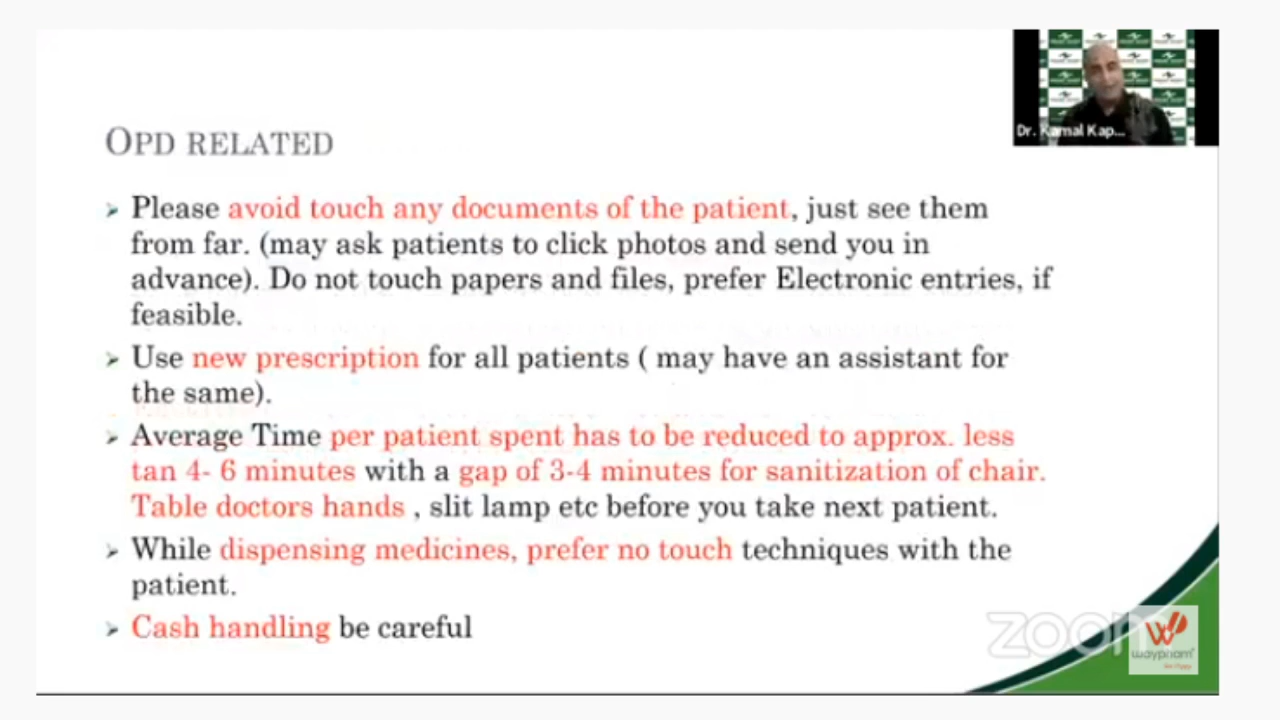 Dr. Kamal Kap...
OPD RELATED
Please avoid touch any documents of the patient, just see them
from far. (may ask patients to click photos and send you in
advance). Do not touch papers and files, prefer Electronic entries, if
feasible.
Use new prescription for all patients ( may have an assistant for
the same).
Average Time per patient spent has to be reduced to approx. less
tan 4- 6 minutes with a gap of 3-4 minutes for sanitization of chair.
Table doctors hands , slit lamp etc before you take next patient.
While dispensing medicines, prefer no touch techniques with the
patient.
Cash handling be careful
zoom